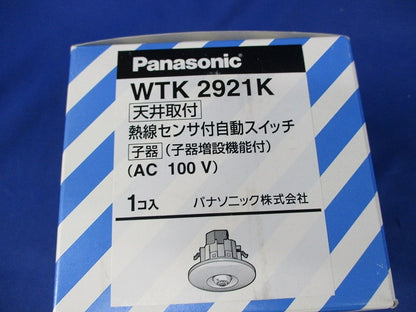 Panasonic
WTK 2921K
天井取付
熱線センサ付自動スイッチ
子器 (子器増設機能付)
(AC 100 V)
1コ入 パナソニック株式会社